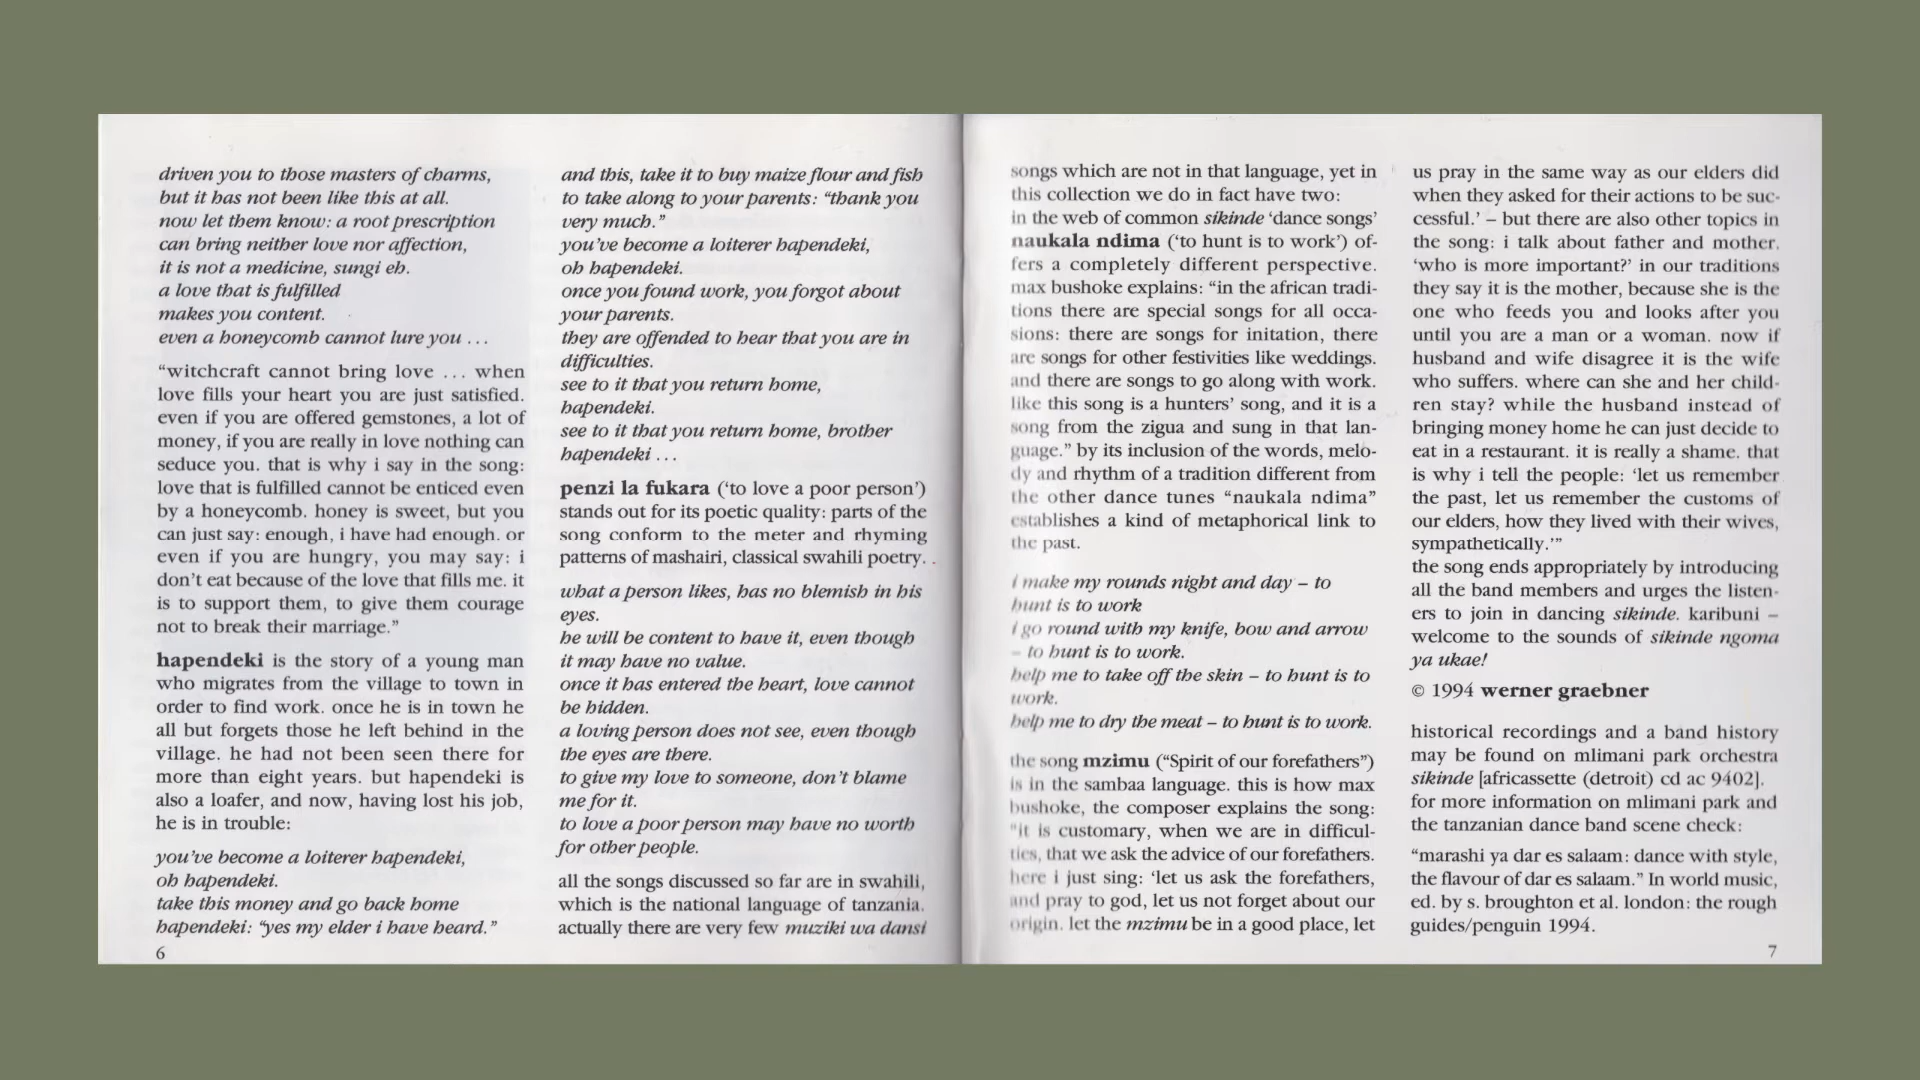 driven you to those masters of charms,
but it has not been like this at all.
now let them know: a root prescription
can bring neither love nor affection,
it is not a medicine, sungi eh.
a love that is fulfilled
makes you content.
even a honeycomb cannot lure you . . .
“witchcraft cannot bring love . . . when
love fills your heart you are just satisfied.
even if you are offered gemstones, a lot of
money, if you are really in love nothing can
seduce you. that is why i say in the song:
love that is fulfilled cannot be enticed even
by a honeycomb. honey is sweet, but you
can just say: enough, i have had enough. or
even if you are hungry, you may say: i
don’t eat because of the love that fills me. it
is to support them, to give them courage
not to break their marriage.”
hapendeki is the story of a young man
who migrates from the village to town in
order to find work. once he is in town he
all but forgets those he left behind in the
village. he had not been seen there for
more than eight years. but hapendeki is
also a loafer, and now, having lost his job,
he is in trouble:
you’ve become a loiterer hapendeki,
oh hapendeki.
take this money and go back home
hapendeki: “yes my elder i have heard.”
6
and this, take it to buy maize flour and fish
to take along to your parents: “thank you
very much.”
you’ve become a loiterer hapendeki,
oh hapendeki.
once you found work, you forgot about
your parents.
they are offended to hear that you are in
difficulties.
see to it that you return home,
hapendeki.
see to it that you return home, brother
hapendeki . . .
penzi la fukara (‘to love a poor person’)
stands out for its poetic quality: parts of the
song conform to the meter and rhyming
patterns of mashairi, classical swahili poetry. .
what a person likes, has no blemish in his
eyes.
he will be content to have it, even though
it may have no value.
once it has entered the heart, love cannot
be hidden.
a loving person does not see, even though
the eyes are there.
to give my love to someone, don’t blame
me for it.
to love a poor person may have no worth
for other people.
all the songs discussed so far are in swahili,
which is the national language of tanzania.
actually there are very few muziki wa dansi
songs which are not in that language, yet in
this collection we do in fact have two:
in the web of common sikinde ‘dance songs’
naukala ndima (‘to hunt is to work’) of-
fers a completely different perspective.
max bushoke explains: “in the african tradi-
tions there are special songs for all occa-
sions: there are songs for initation, there
are songs for other festivities like weddings.
and there are songs to go along with work.
like this song is a hunters’ song, and it is a
song from the zigua and sung in that lan-
guage.” by its inclusion of the words, melo-
dy and rhythm of a tradition different from
the other dance tunes “naukala ndima”
establishes a kind of metaphorical link to
the past.
i make my rounds night and day – to
hunt is to work
i go round with my knife, bow and arrow
– to hunt is to work.
help me to take off the skin – to hunt is to
work.
help me to dry the meat – to hunt is to work.
the song mzimu (“Spirit of our forefathers”)
is in the sambaa language. this is how max
bushoke, the composer explains the song:
“it is customary, when we are in difficul-
ties, that we ask the advice of our forefathers.
here i just sing: ‘let us ask the forefathers,
and pray to god, let us not forget about our
origin. let the mzimu be in a good place, let
us pray in the same way as our elders did
when they asked for their actions to be suc-
cessful.’ – but there are also other topics in
the song: i talk about father and mother.
‘who is more important?’ in our traditions
they say it is the mother, because she is the
one who feeds you and looks after you
until you are a man or a woman. now if
husband and wife disagree it is the wife
who suffers. where can she and her child-
ren stay? while the husband instead of
bringing money home he can just decide to
eat in a restaurant. it is really a shame. that
is why i tell the people: ‘let us remember
the past, let us remember the customs of
our elders, how they lived with their wives,
sympathetically.’”
the song ends appropriately by introducing
all the band members and urges the listen-
ers to join in dancing sikinde. karibuni –
welcome to the sounds of sikinde ngoma
ya ukae!
© 1994 werner graebner
historical recordings and a band history
may be found on mlimani park orchestra
sikinde [africassette (detroit) cd ac 9402].
for more information on mlimani park and
the tanzanian dance band scene check:
“marashi ya dar es salaam: dance with style,
the flavour of dar es salaam.” In world music,
ed. by s. broughton et al. london: the rough
guides/penguin 1994.
7